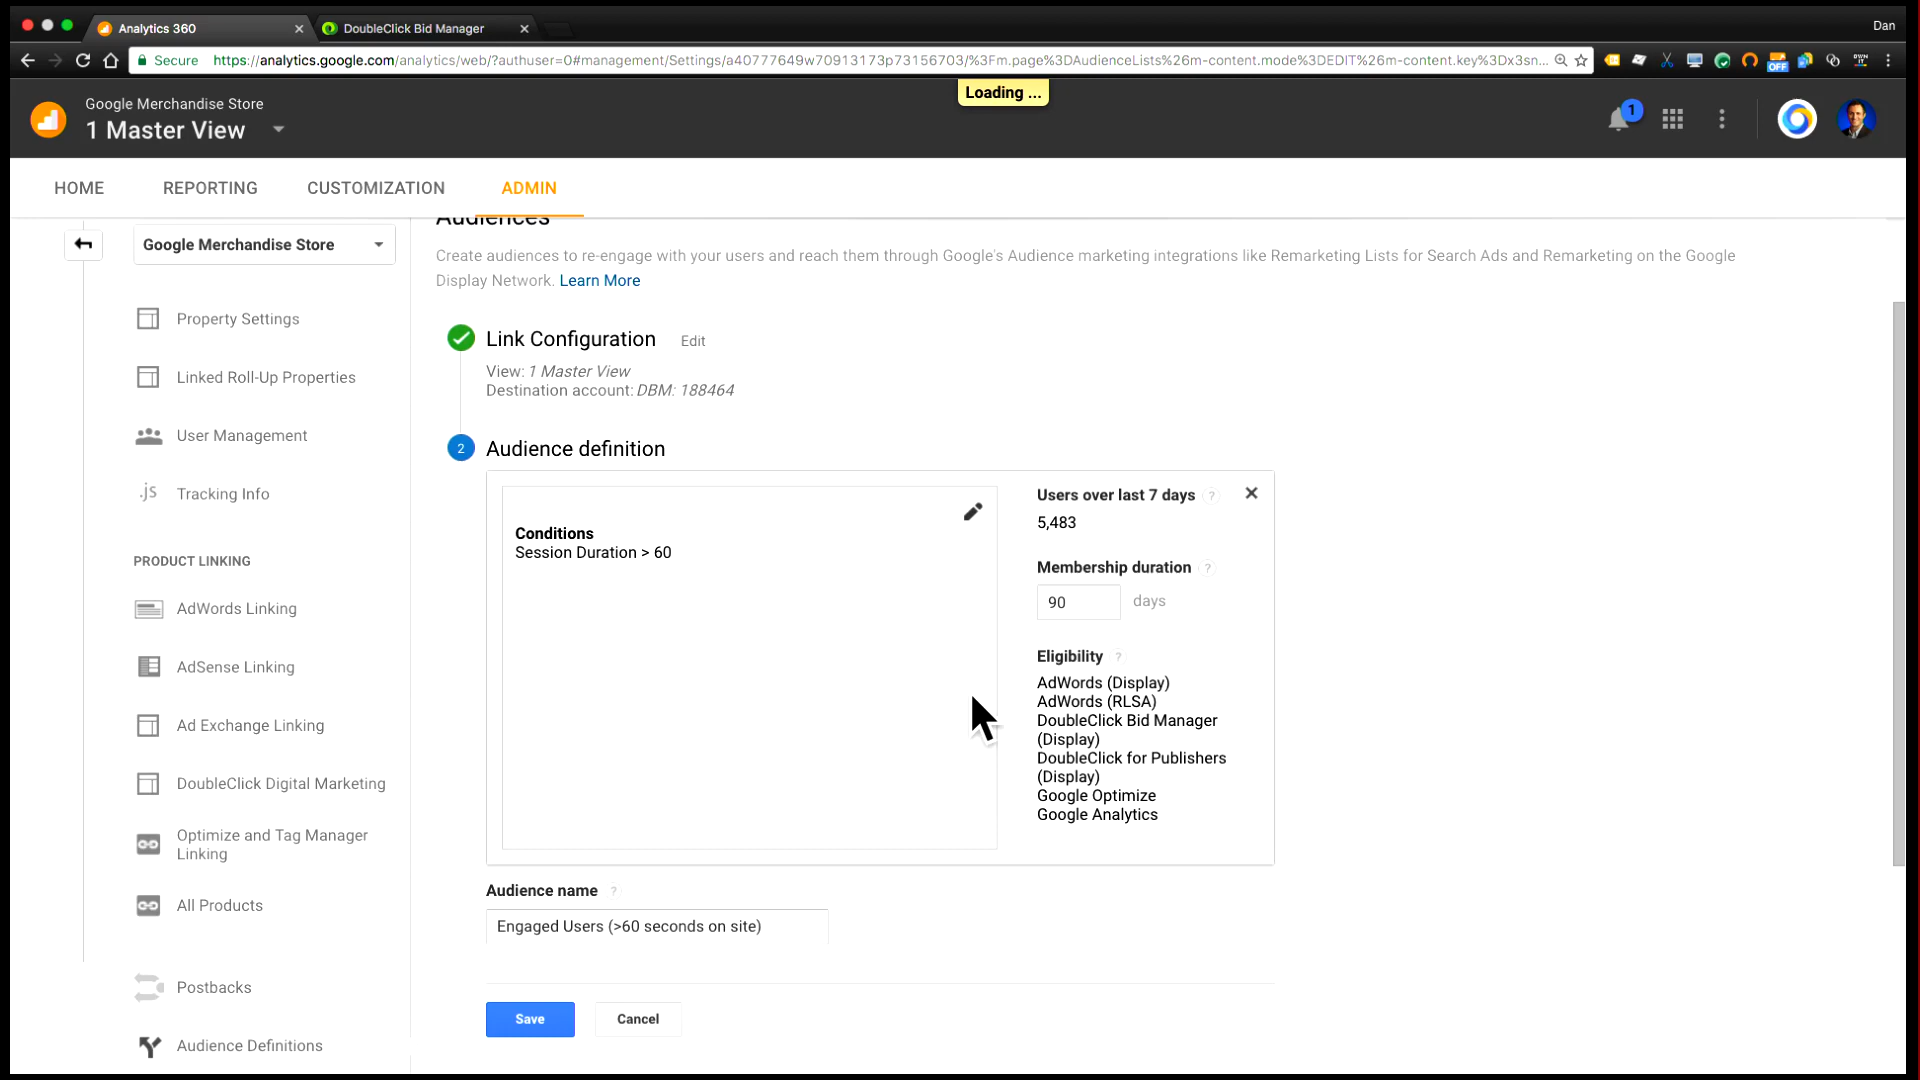 Analytics 360
DoubleClick Bid Manager
Dan
Secure
https://analytics.google.com/analytics/web/?authuser=0#management/Settings/a40777649w70913173p73156703/%3Fm.page%3DAudienceLists%26m-content.mode%3DEDIT%26m-content.key%3Dx3sn...
OFF
Loading ...
Google Merchandise Store
1 Master View
1
HOME
REPORTING
CUSTOMIZATION
ADMIN
Google Merchandise Store
Property Settings
Linked Roll-Up Properties
User Management
.js
Tracking Info
PRODUCT LINKING
AdWords Linking
AdSense Linking
Ad Exchange Linking
DoubleClick Digital Marketing
Optimize and Tag Manager
Linking
All Products
Postbacks
Audience Definitions
Audiences
Create audiences to re-engage with your users and reach them through Google's Audience marketing integrations like Remarketing Lists for Search Ads and Remarketing on the Google
Display Network. Learn More
Link Configuration
Edit
View: 1 Master View
Destination account: DBM: 188464
2
Audience definition
Conditions
Session Duration > 60
Users over last 7 days ?
5,483
Membership duration ?
90
days
Eligibility ?
AdWords (Display)
AdWords (RLSA)
DoubleClick Bid Manager
(Display)
DoubleClick for Publishers
(Display)
Google Optimize
Google Analytics
Audience name ?
Engaged Users (>60 seconds on site)
Save
Cancel